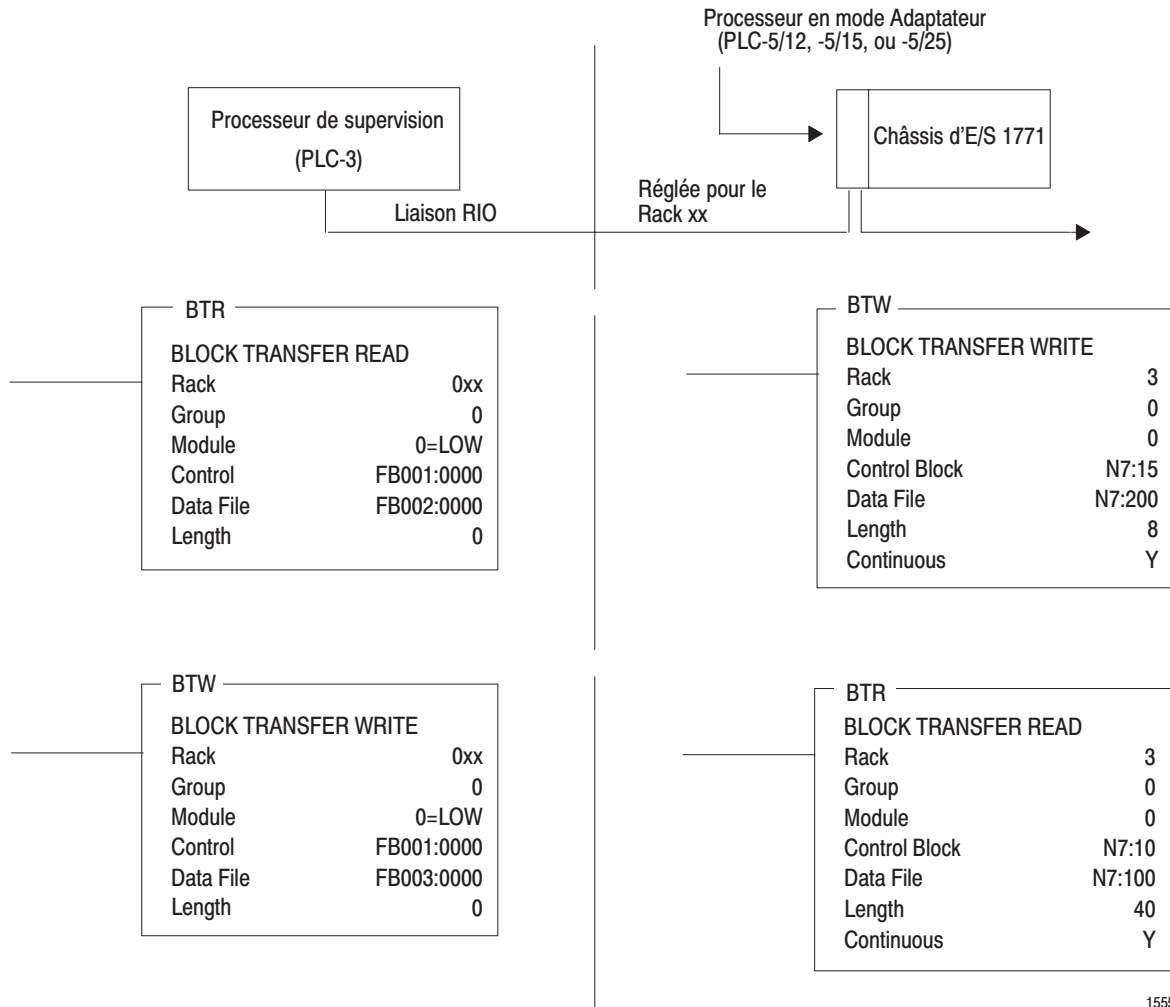 Processeur en mode Adaptateur
(PLC-5/12, -5/15, ou -5/25)
Processeur de supervision
(PLC-3)
Châssis d'E/S 1771
Liaison RIO
Réglée pour le
Rack xx
BTR
BLOCK TRANSFER READ
Rack 0xx
Group 0
Module 0=LOW
Control FB001:0000
Data File FB002:0000
Length 0
BTW
BLOCK TRANSFER WRITE
Rack 3
Group 0
Module 0
Control Block N7:15
Data File N7:200
Length 8
Continuous Y
BTW
BLOCK TRANSFER WRITE
Rack 0xx
Group 0
Module 0=LOW
Control FB001:0000
Data File FB003:0000
Length 0
BTR
BLOCK TRANSFER READ
Rack 3
Group 0
Module 0
Control Block N7:10
Data File N7:100
Length 40
Continuous Y